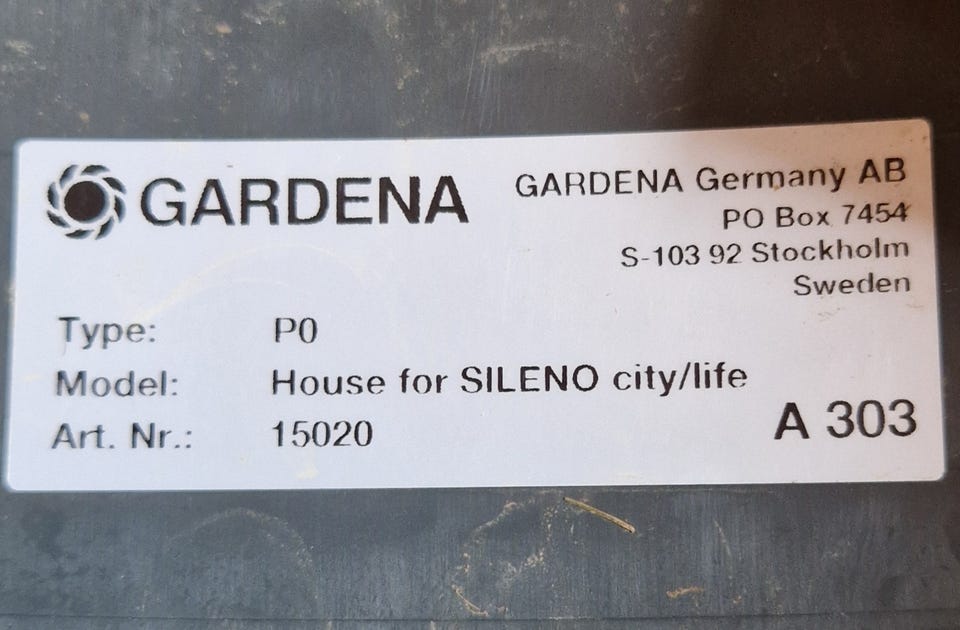 GARDENA
GARDENA Germany AB
PO Box 7454
S-103 92 Stockholm
Sweden
Type: P0
Model: House for SILENO city/life
Art. Nr.: 15020
A 303